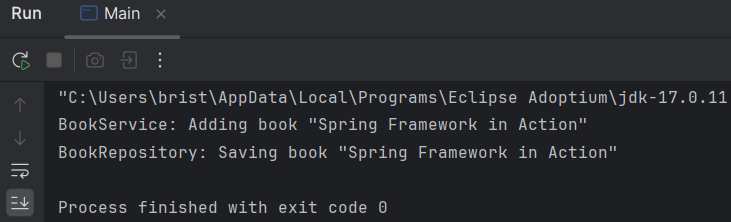 Run Main
"C:\Users\brist\AppData\Local\Programs\Eclipse Adoptium\jdk-17.0.11
BookService: Adding book "Spring Framework in Action"
BookRepository: Saving book "Spring Framework in Action"
Process finished with exit code 0